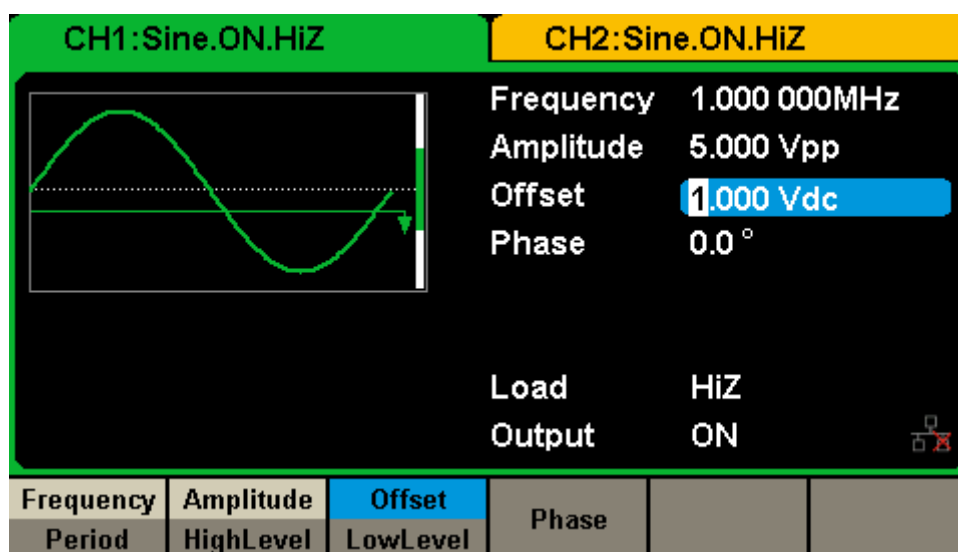 CH1:Sine.ON.HiZ
CH2:Sine.ON.HiZ
Frequency 1.000 000MHz
Amplitude 5.000 Vpp
Offset 1.000 Vdc
Phase 0.0 °
Load HiZ
Output ON
Frequency Amplitude Offset Phase
Period HighLevel LowLevel